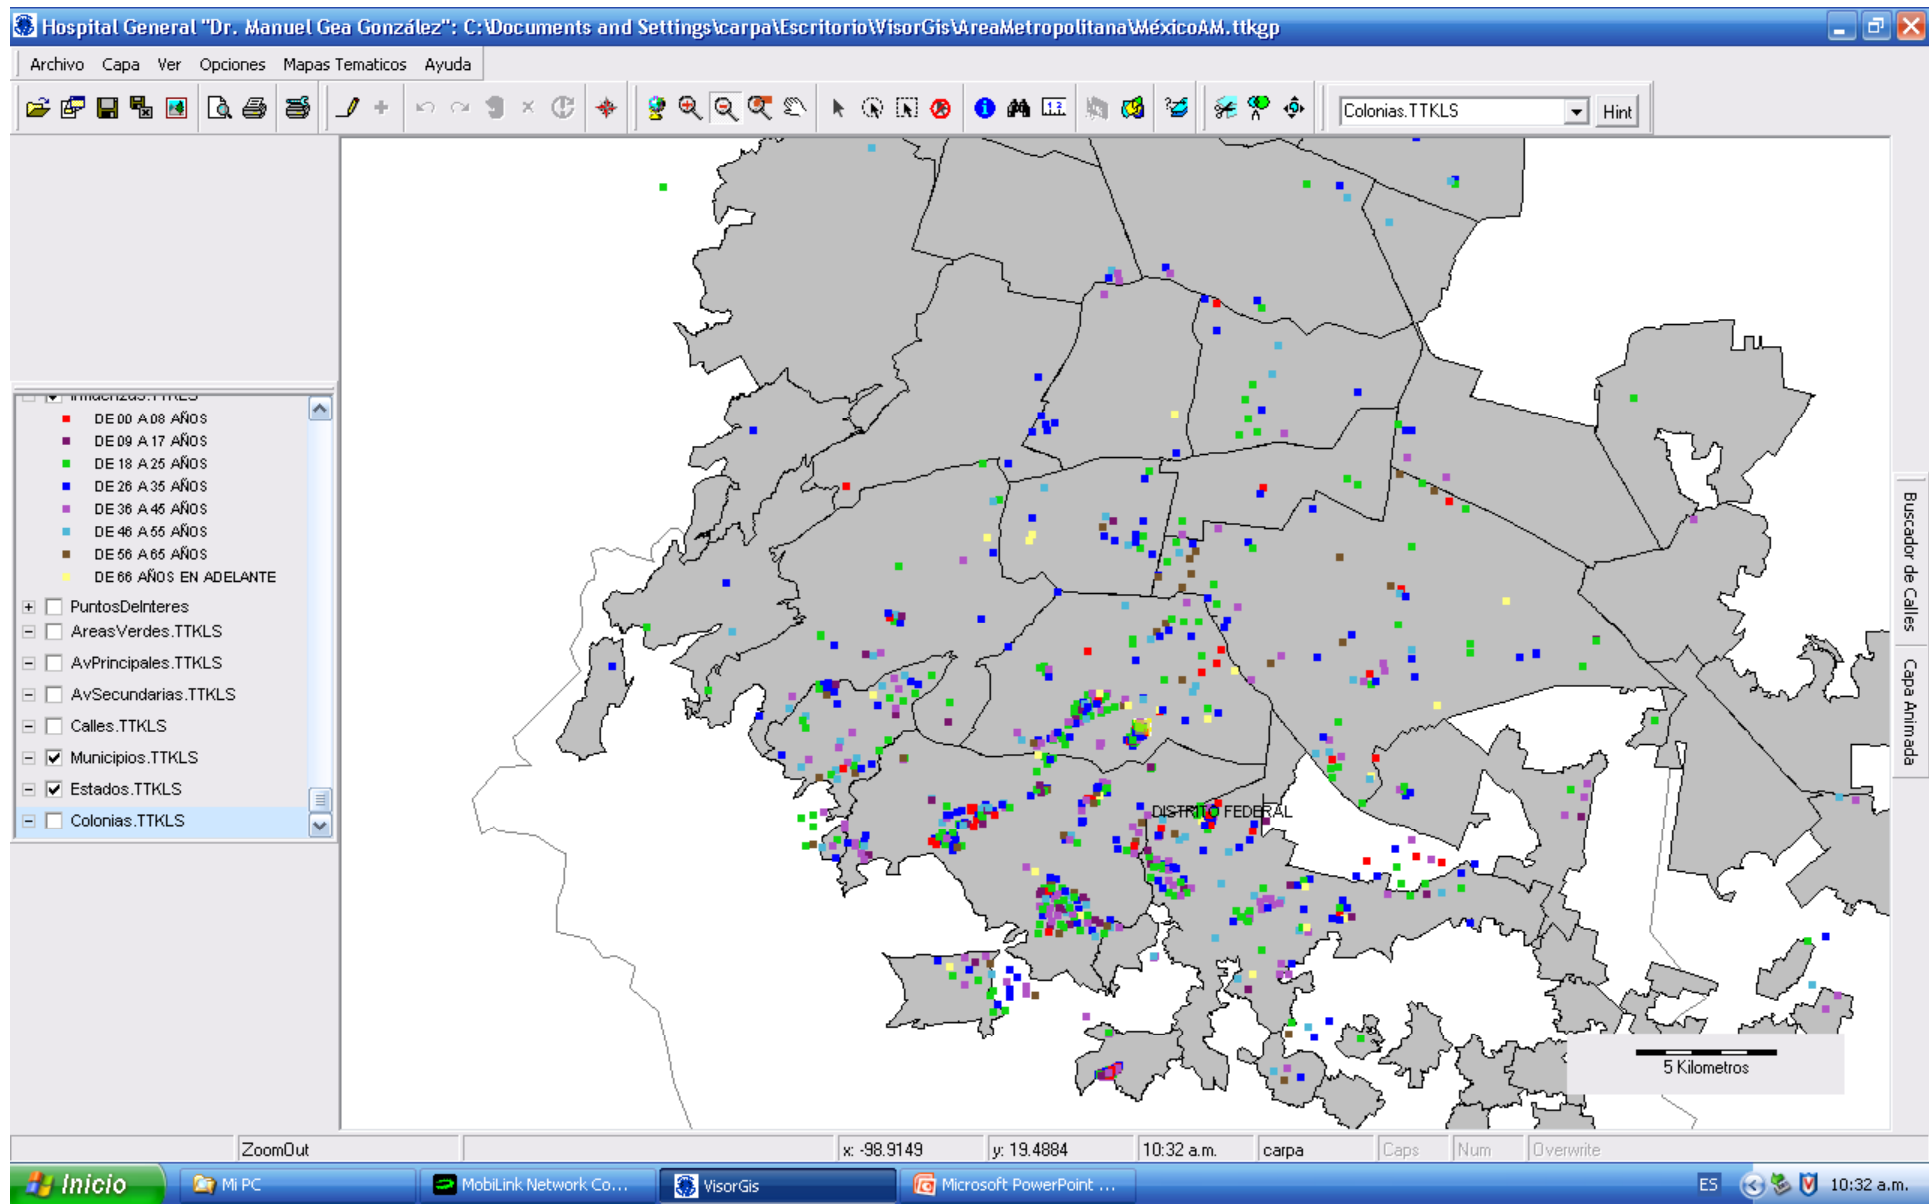 Hospital General "Dr. Manuel Gea González": C:\Documents and Settings\carpa\Escritorio\VisorGis\AreaMetropolitana\MéxicoAM.ttkgp
Archivo Capa Ver Opciones Mapas Tematicos Ayuda
Colonias.TTKLS Hint
DE 00 A 08 AÑOS
DE 09 A 17 AÑOS
DE 18 A 25 AÑOS
DE 26 A 35 AÑOS
DE 36 A 45 AÑOS
DE 46 A 55 AÑOS
DE 56 A 65 AÑOS
DE 66 AÑOS EN ADELANTE
PuntosDeInteres
AreasVerdes.TTKLS
AvPrincipales.TTKLS
AvSecundarias.TTKLS
Calles.TTKLS
Municipios.TTKLS
Estados.TTKLS
Colonias.TTKLS
DISTRITO FEDERAL
5 Kilometros
Buscador de Calles
Capa Animada
ZoomOut x: -98.9149 y: 19.4884 10:32 a.m. carpa Caps Num Overwrite
Inicio Mi PC MobiLink Network Co... VisorGis Microsoft PowerPoint ... ES 10:32 a.m.